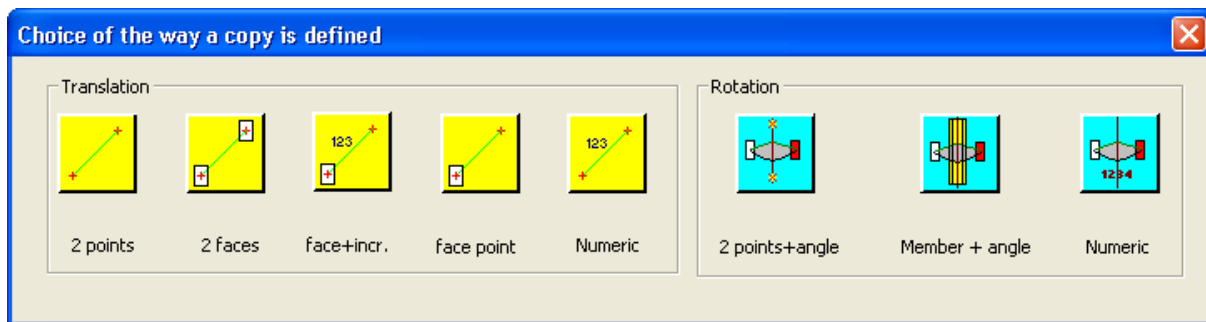 Choice of the way a copy is defined
Translation
123
123
2 points
2 faces
face+incr.
face point
Numeric
Rotation
1234
2 points+angle
Member + angle
Numeric